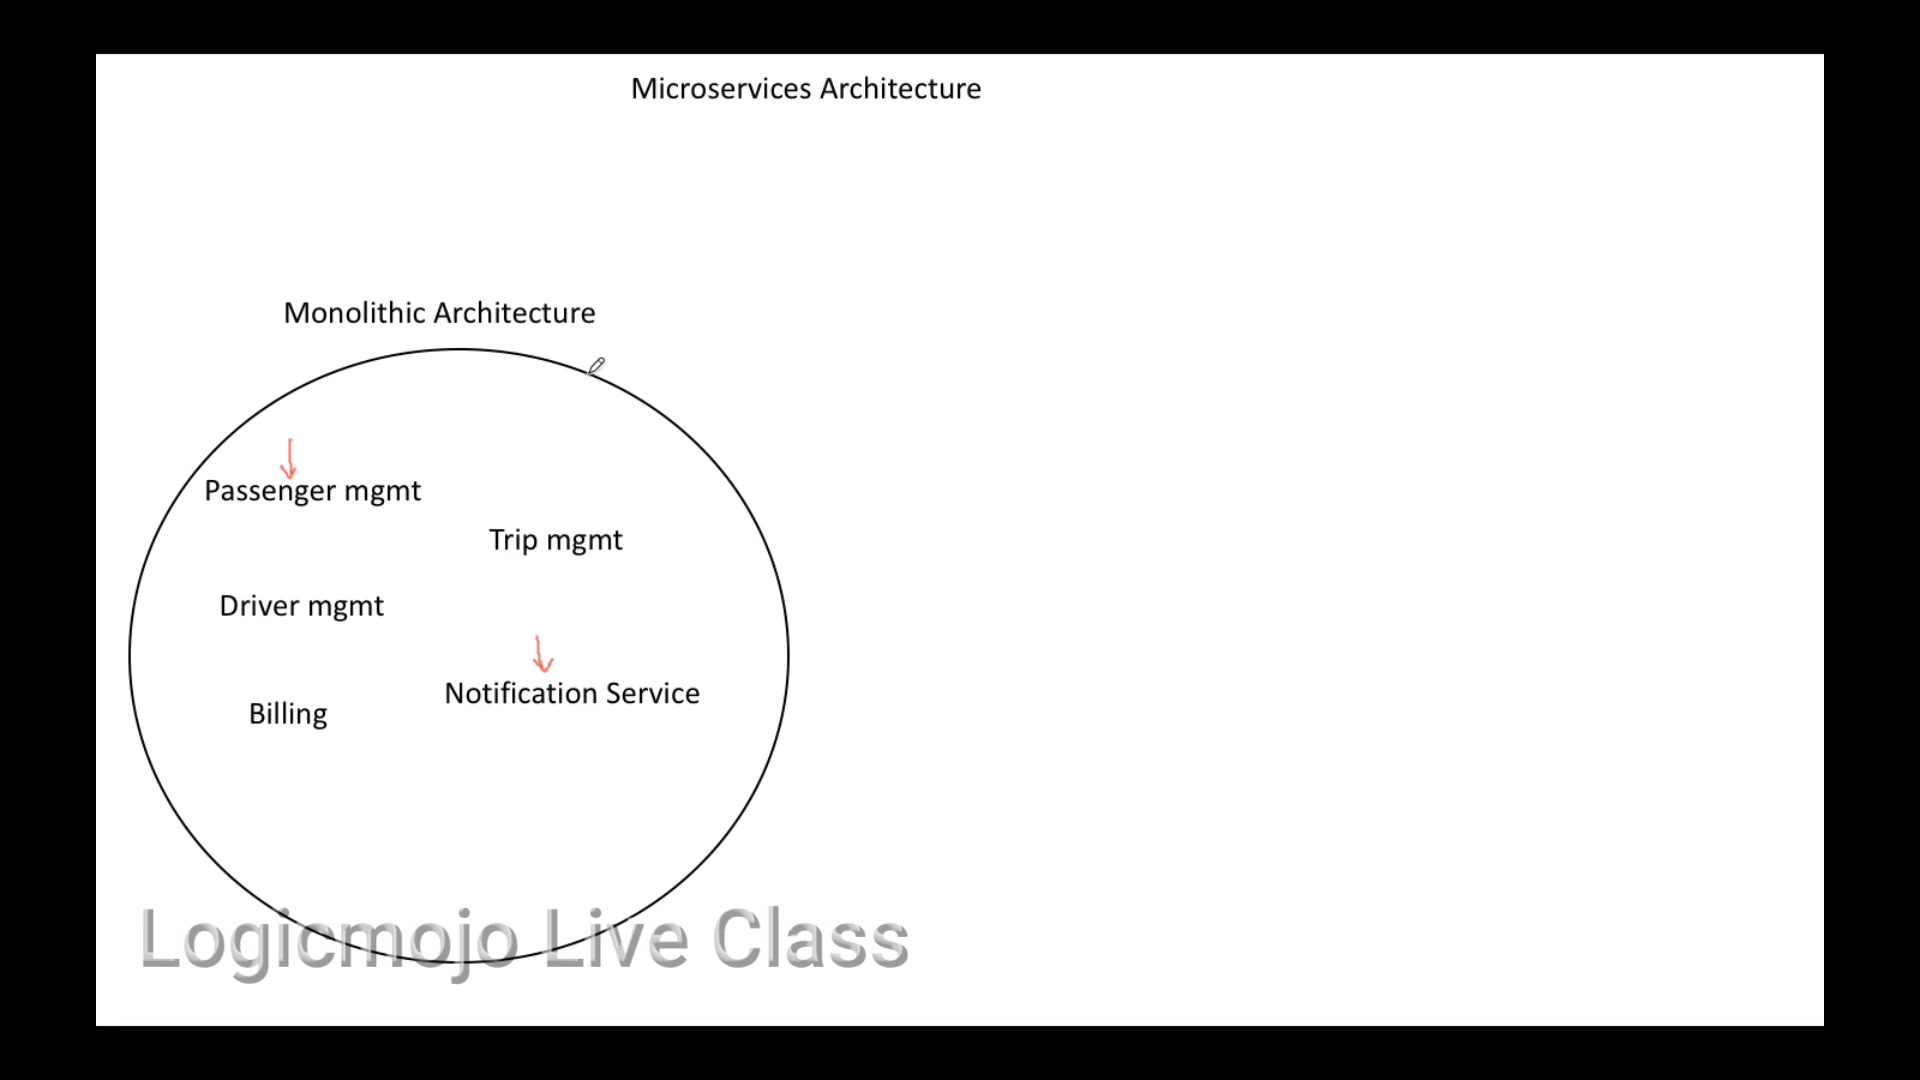 Microservices Architecture
Monolithic Architecture
Passenger mgmt
Trip mgmt
Driver mgmt
Notification Service
Billing
Logicmojo Live Class